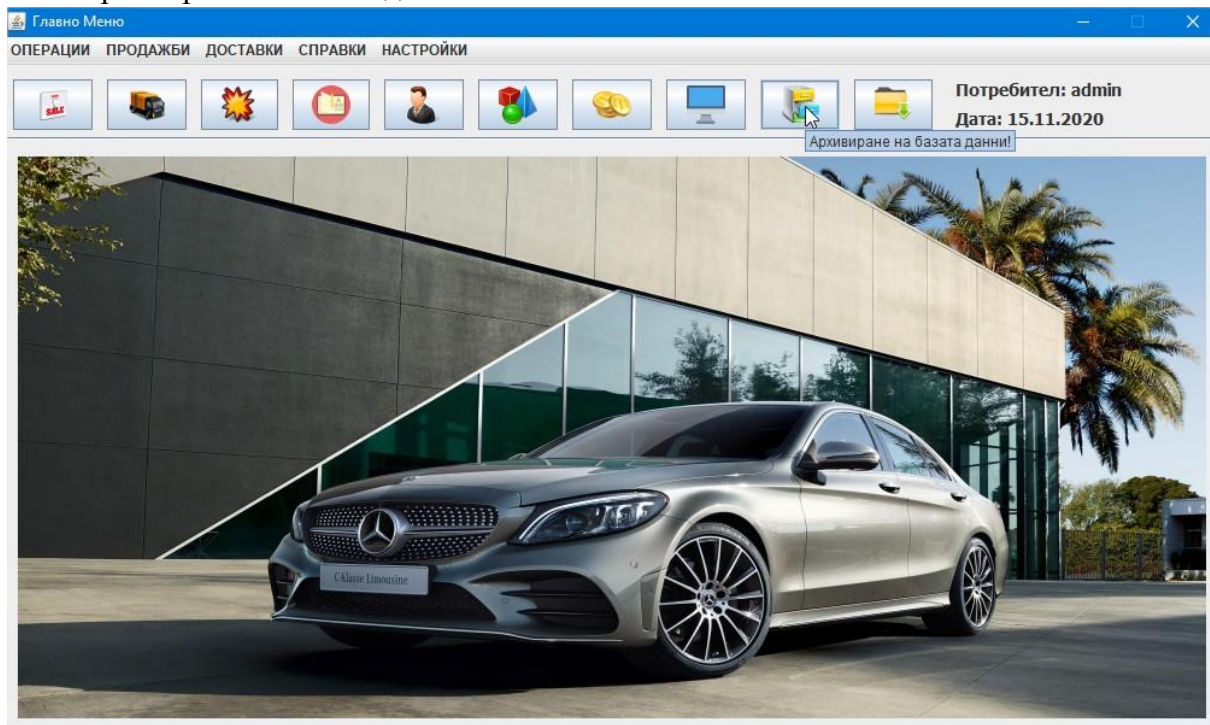 Главно Меню
ОПЕРАЦИИ ПРОДАЖБИ ДОСТАВКИ СПРАВКИ НАСТРОЙКИ
SALE
Потребител: admin
Дата: 15.11.2020
Архивиране на базата данни!
C-Klasse Limousine